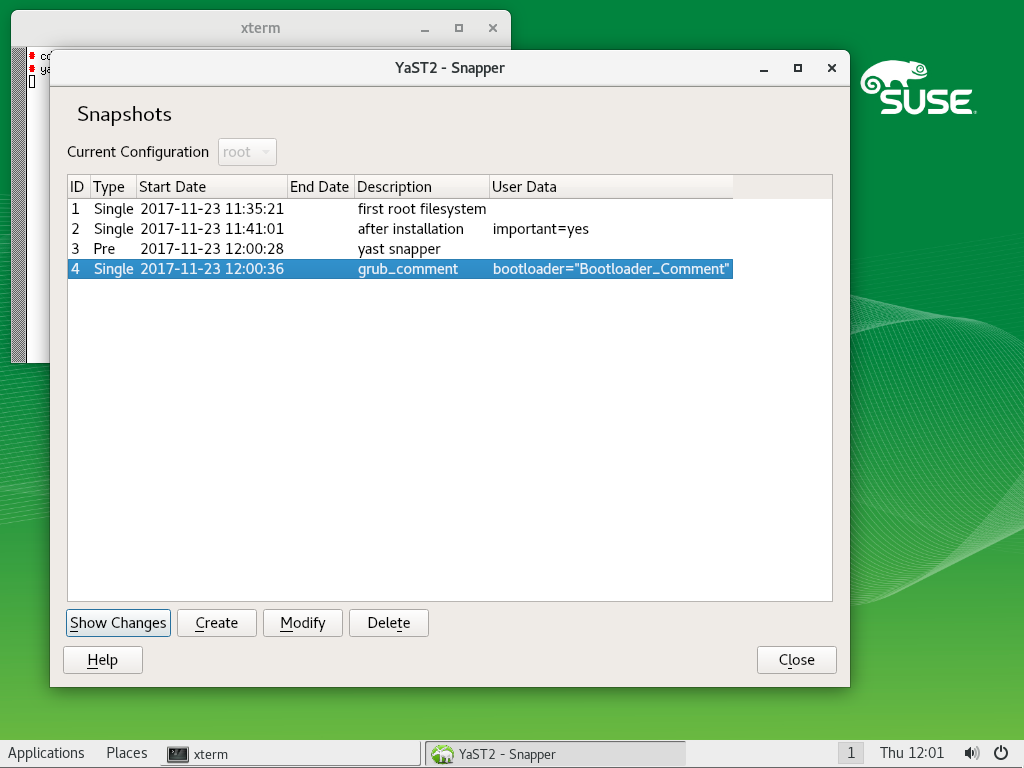 xterm
YaST2 - Snapper
SUSE
Snapshots
Current Configuration root
ID Type Start Date End Date Description User Data
1 Single 2017-11-23 11:35:21 first root filesystem
2 Single 2017-11-23 11:41:01 after installation important=yes
3 Pre 2017-11-23 12:00:28 yast snapper
4 Single 2017-11-23 12:00:36 grub_comment bootloader="Bootloader_Comment"
Show Changes Create Modify Delete
Help Close
Applications Places xterm YaST2 - Snapper 1 Thu 12:01